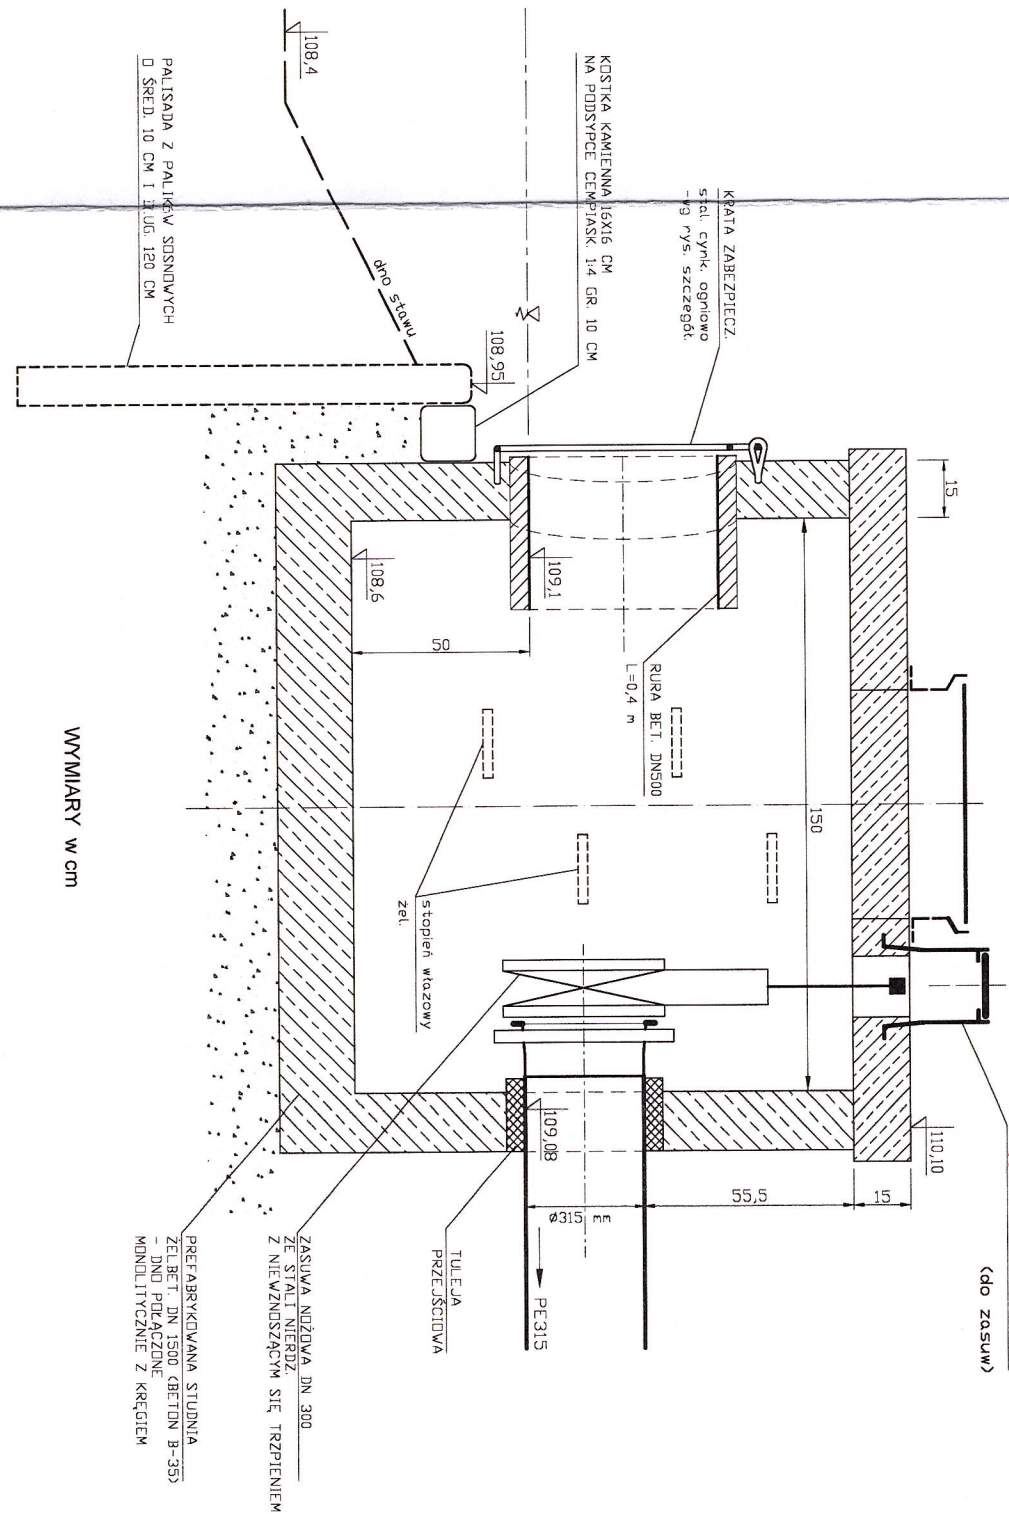 (do zasuw)
KRATA ZABEZPIECZ.
stal. cynk. ogniowo
-wg rys. szczegół.
15
150
110,10
KOSTKA KAMIENNA 16X16 CM
NA PODSYPCE CEM/PIASK. 1:4 GR. 10 CM
RURA BET. DN500
L=0,4 m
55,5
15
109,1
108,95
109,08
Ø315 mm
PE315
108,4
dno stawu
108,6
50
stopień włazowy
żel.
TULEJA
PRZEJŚCIOWA
PALISADA Z PALIKÓW SOSNOWYCH
O ŚRED. 10 CM I DŁUG. 120 CM
ZASUWA NOŻOWA DN 300
ZE STALI NIERDZ.
Z NIEWZNOSZĄCYM SIĘ TRZPIENIEM
PREFABRYKOWANA STUDNIA
ŻELBET. DN 1500 (BETON B-35)
- DNO POŁĄCZONE
MONOLITYCZNIE Z KRĘGIEM
WYMIARY w cm